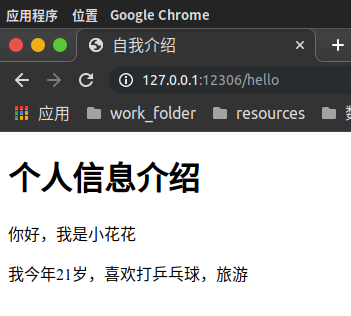 应用程序 位置 Google Chrome
自我介绍
127.0.0.1:12306/hello
应用 work_folder resources
个人信息介绍
你好，我是小花花
我今年21岁，喜欢打乒乓球，旅游